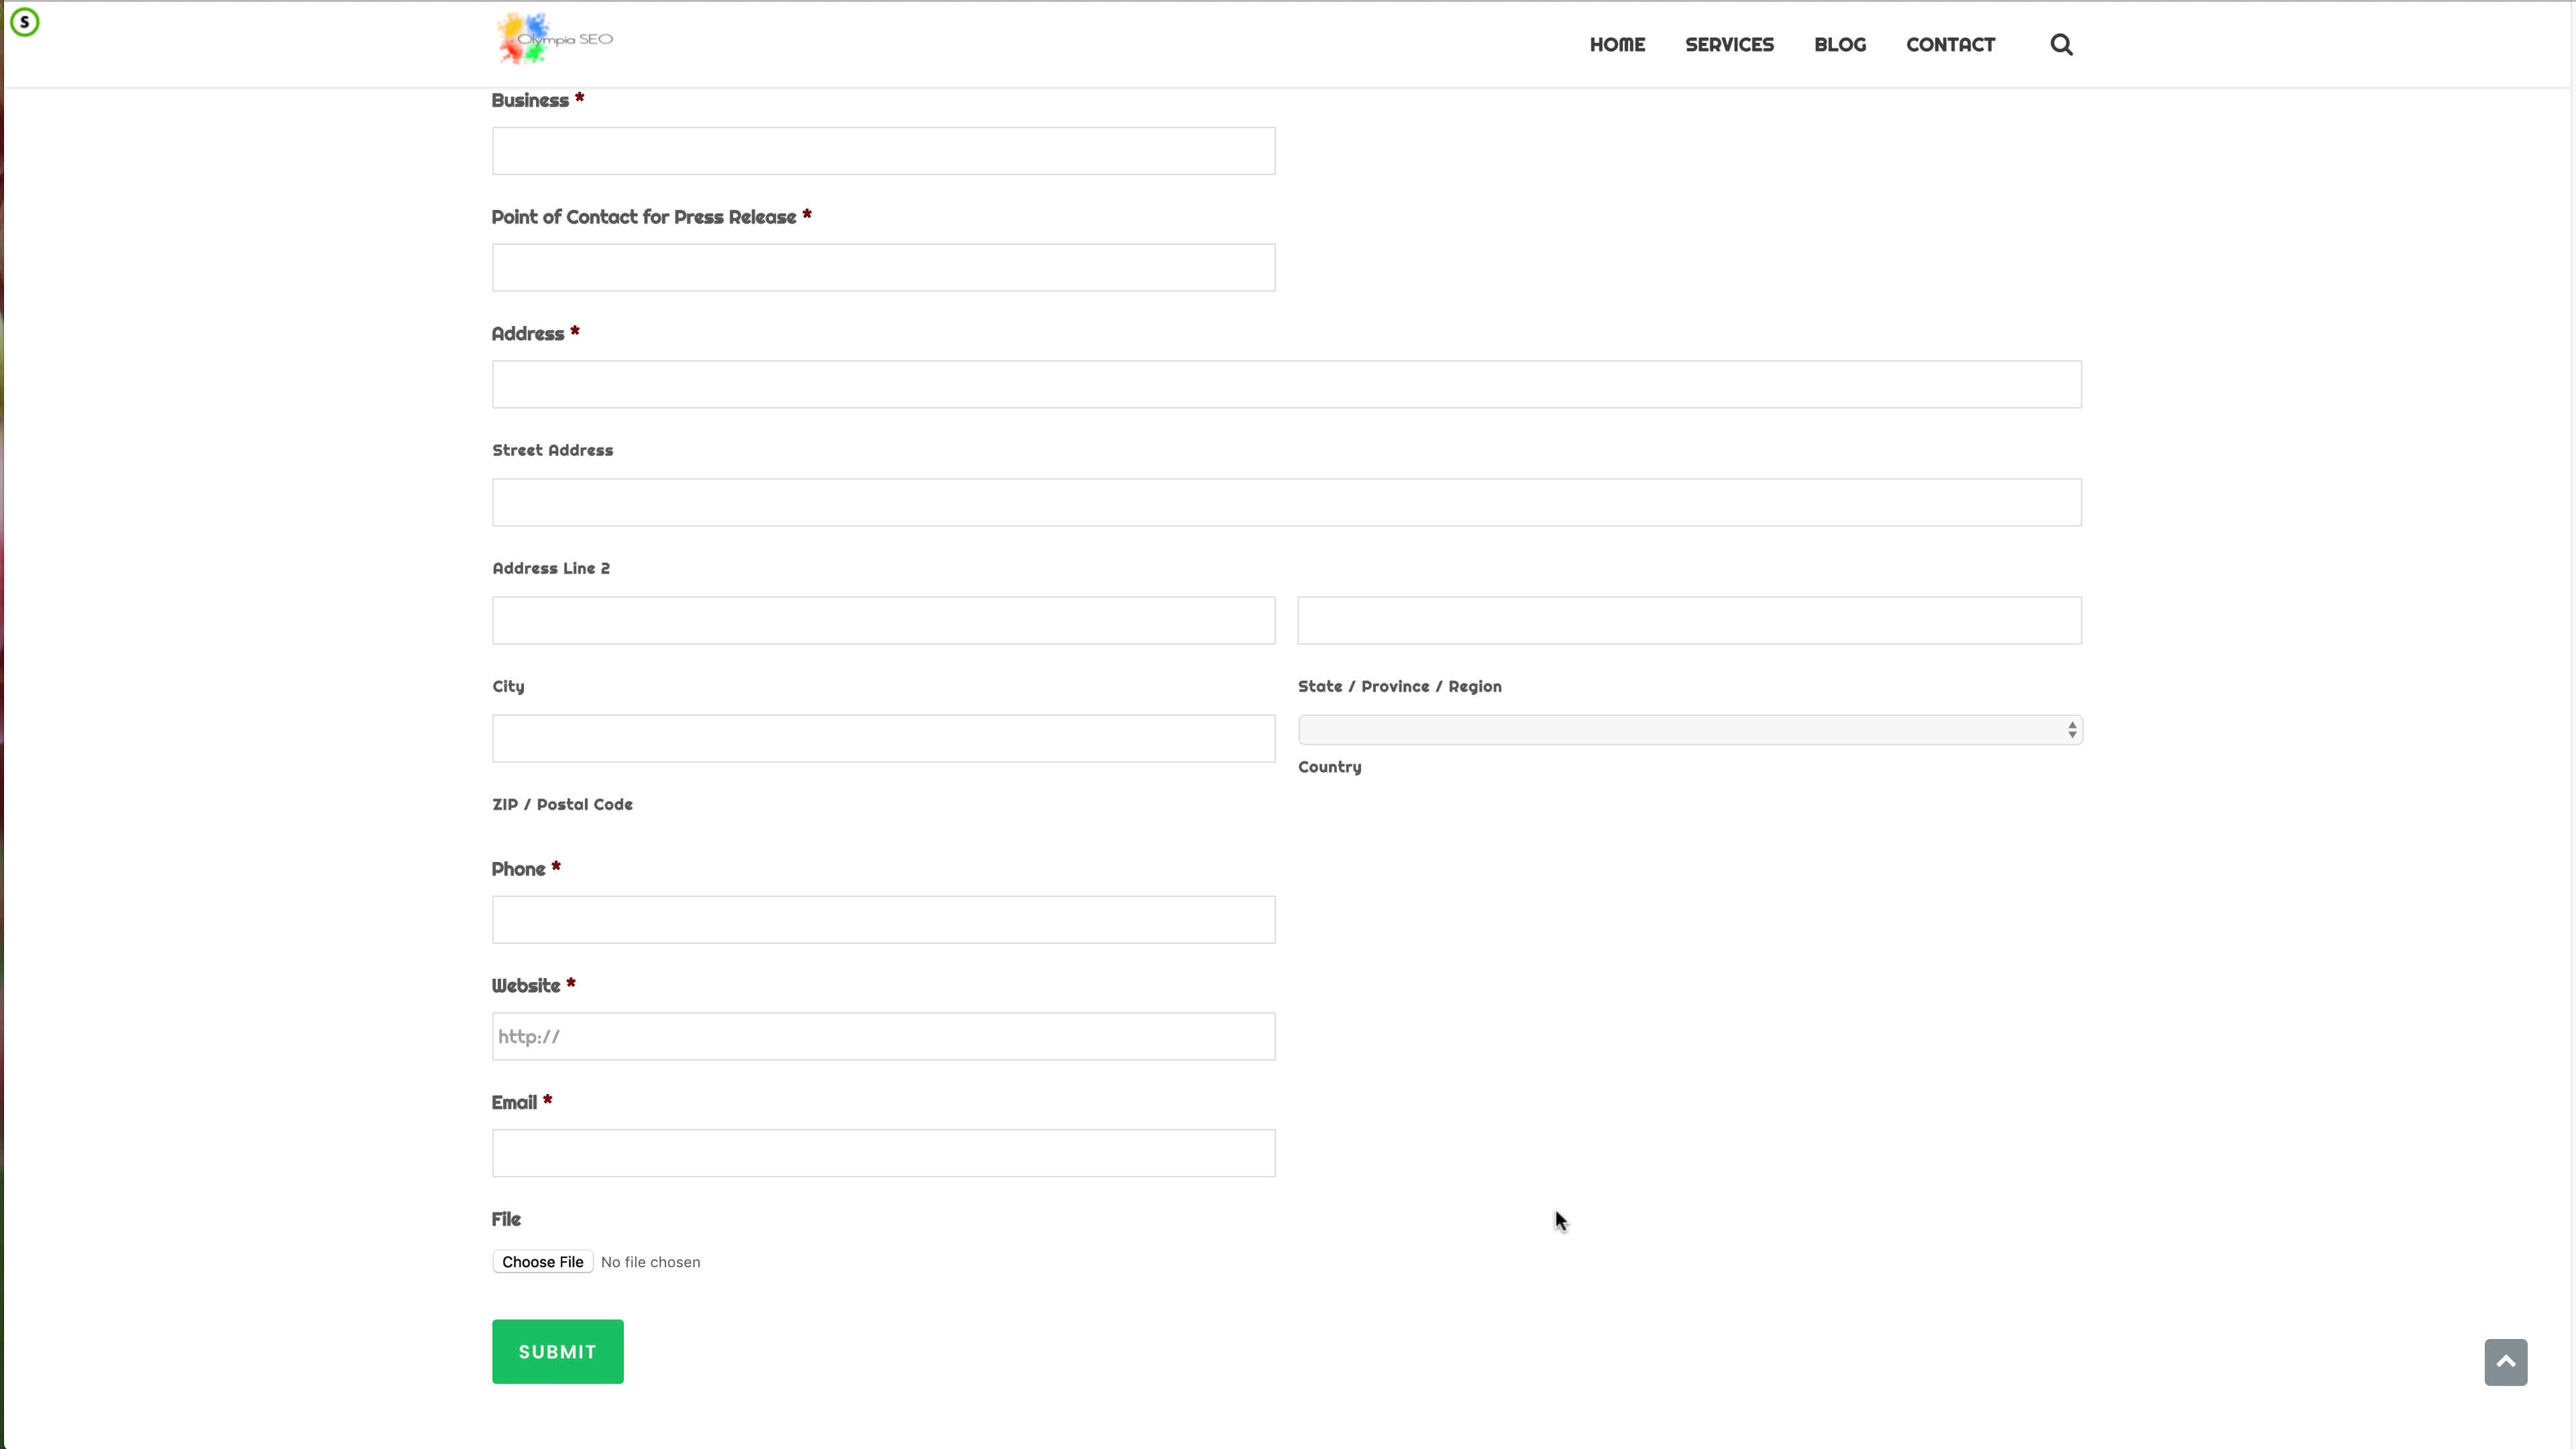 S
Olympia SEO
HOME SERVICES BLOG CONTACT
Business *
Point of Contact for Press Release *
Address *
Street Address
Address Line 2
City State / Province / Region
Country
ZIP / Postal Code
Phone *
Website *
http://
Email *
File
Choose File No file chosen
SUBMIT